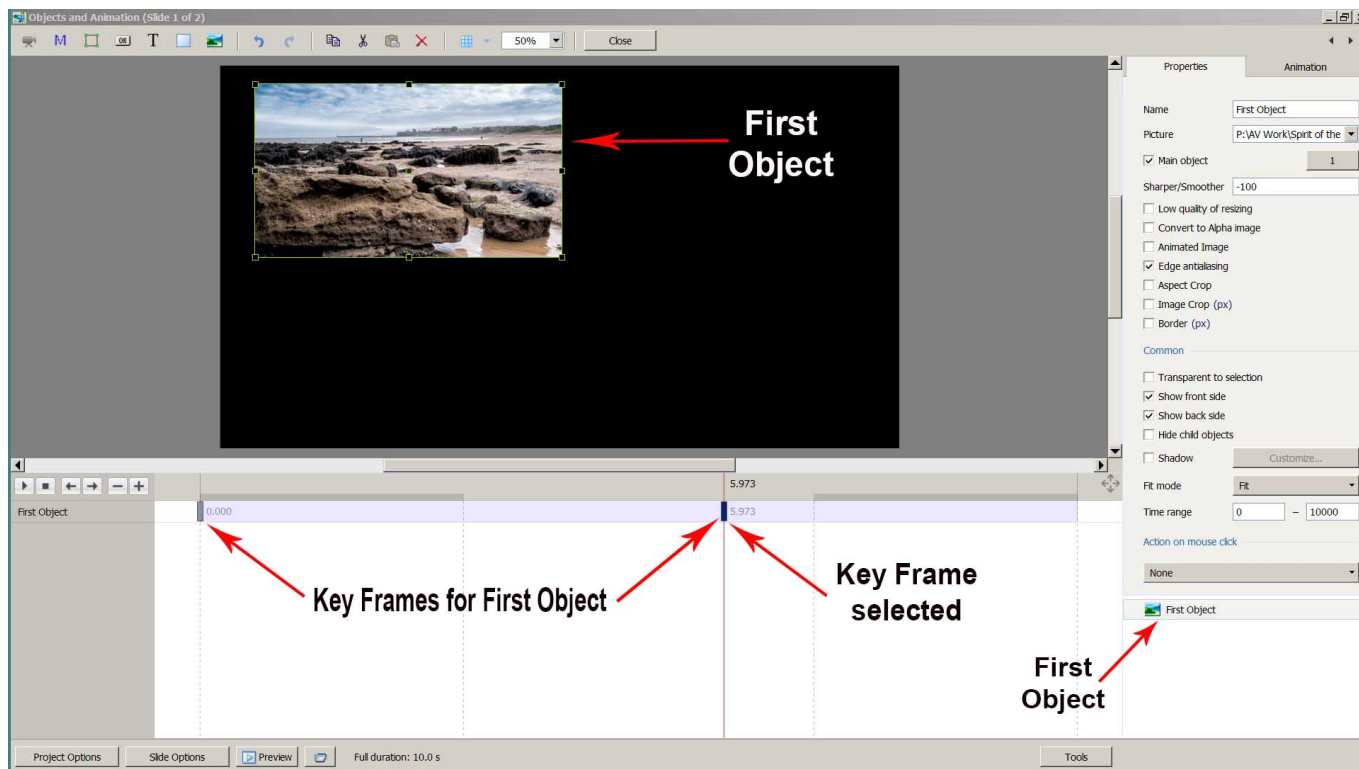 Objects and Animation (Slide 1 of 2)
M OK T 50% Close
Properties Animation
Name First Object
Picture P:\AV Work\Spirit of the
Main object 1
Sharper/Smoother -100
Low quality of resizing
Convert to Alpha image
Animated Image
Edge antialiasing
Aspect Crop
Image Crop (px)
Border (px)
Common
Transparent to selection
Show front side
Show back side
Hide child objects
Shadow Customize...
Fit mode Fit
Time range 0 – 10000
Action on mouse click
None
First Object
First
Object
First
Object
5.973
First Object 0.000 5.973
Key Frames for First Object
Key Frame
selected
Project Options Slide Options Preview Full duration: 10.0 s Tools